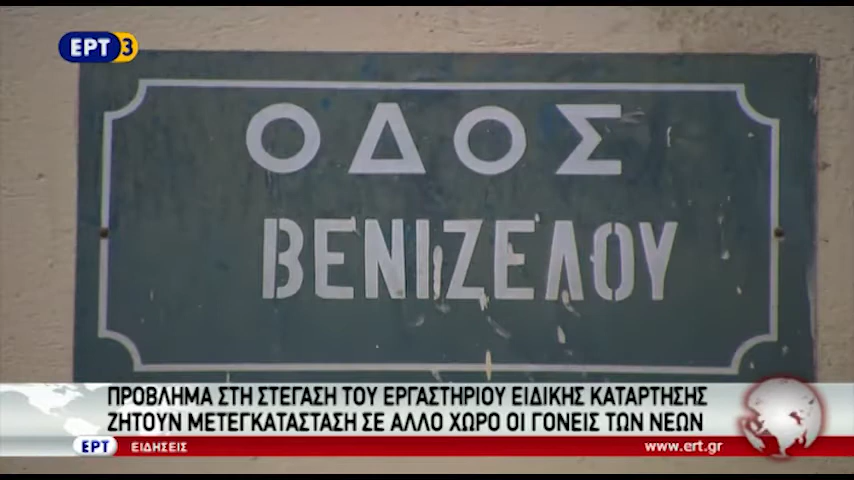 ΕΡΤ3
ΟΔΟΣ
ΒΕΝΙΖΕΛΟΥ
ΠΡΟΒΛΗΜΑ ΣΤΗ ΣΤΕΓΑΣΗ ΤΟΥ ΕΡΓΑΣΤΗΡΙΟΥ ΕΙΔΙΚΗΣ ΚΑΤΑΡΤΗΣΗΣ
ΖΗΤΟΥΝ ΜΕΤΕΓΚΑΤΑΣΤΑΣΗ ΣΕ ΑΛΛΟ ΧΩΡΟ ΟΙ ΓΟΝΕΙΣ ΤΩΝ ΝΕΩΝ
ΕΡΤ ΕΙΔΗΣΕΙΣ www.ert.gr